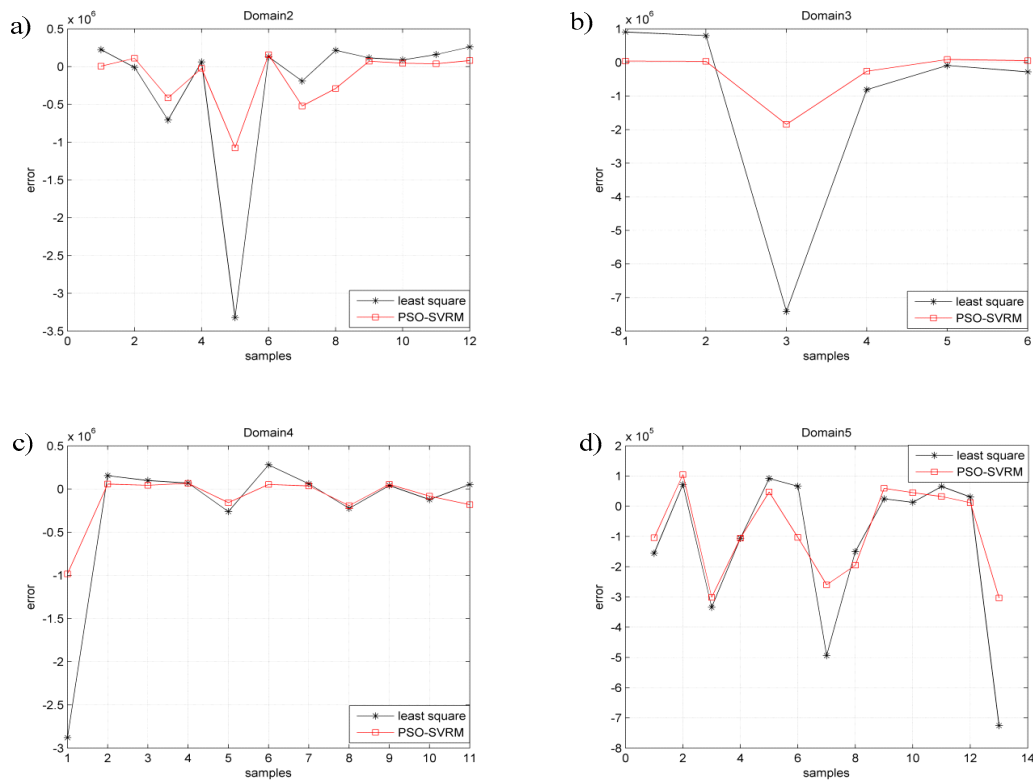 a)
x 10^6
Domain2
0.5
0
-0.5
-1
-1.5
-2
-2.5
-3
-3.5
error
0 2 4 6 8 10 12
samples
least square
PSO-SVRM
b)
x 10^6
Domain3
1
0
-1
-2
-3
-4
-5
-6
-7
-8
error
1 2 3 4 5 6
samples
least square
PSO-SVRM
c)
x 10^6
Domain4
0.5
0
-0.5
-1
-1.5
-2
-2.5
-3
error
1 2 3 4 5 6 7 8 9 10 11
samples
least square
PSO-SVRM
d)
x 10^5
Domain5
2
1
0
-1
-2
-3
-4
-5
-6
-7
-8
error
0 2 4 6 8 10 12 14
samples
least square
PSO-SVRM